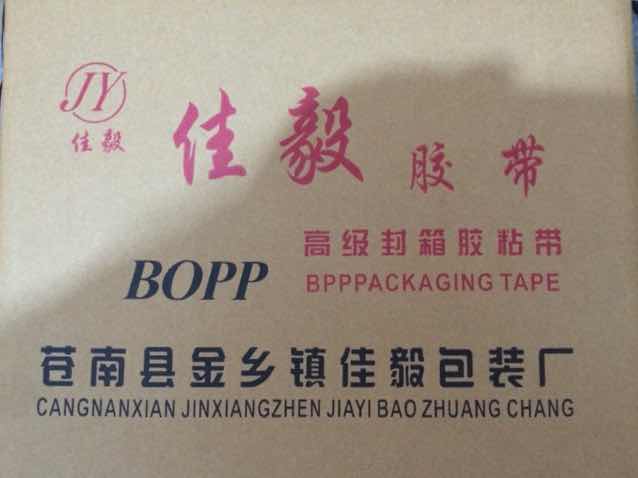 JY
佳毅
佳毅胶带
高级封箱胶粘带
BOPP
BPPPACKAGING TAPE
苍南县金乡镇佳毅包装厂
CANGNANXIAN JINXIANGZHEN JIAYI BAO ZHUANG CHANG